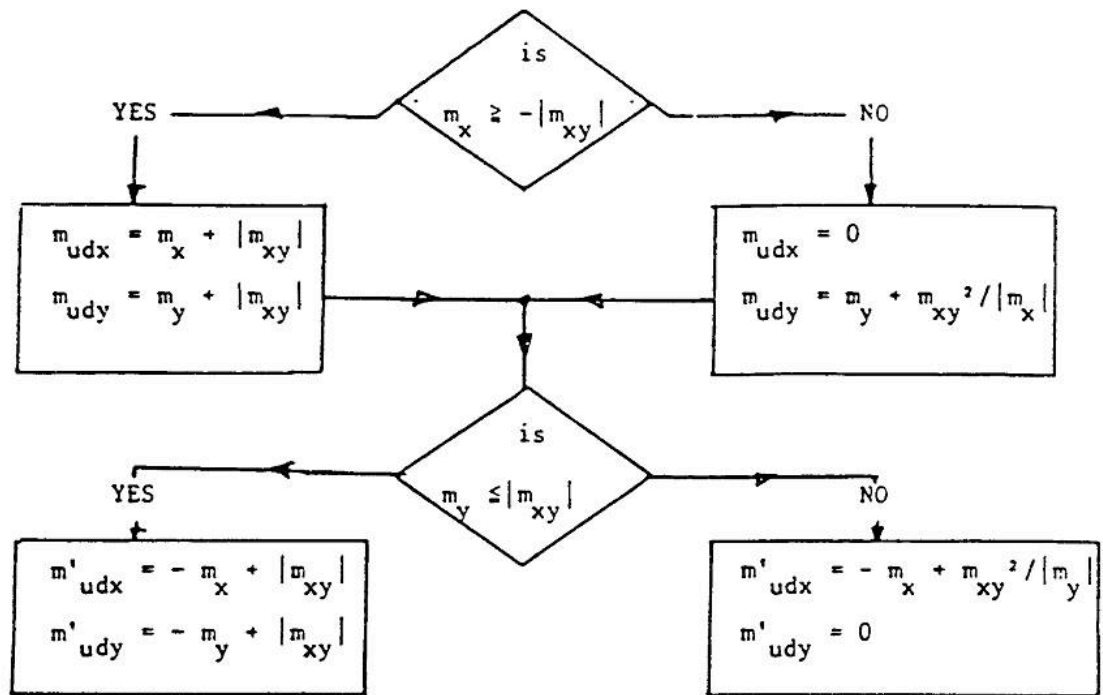 is
m_x ≧ -|m_xy|
YES
NO
m_udx = m_x + |m_xy|
m_udy = m_y + |m_xy|
m_udx = 0
m_udy = m_y + m_xy²/|m_x|
is
m_y ≦|m_xy|
YES
NO
m'_udx = - m_x + |m_xy|
m'_udy = - m_y + |m_xy|
m'_udx = - m_x + m_xy²/|m_y|
m'_udy = 0